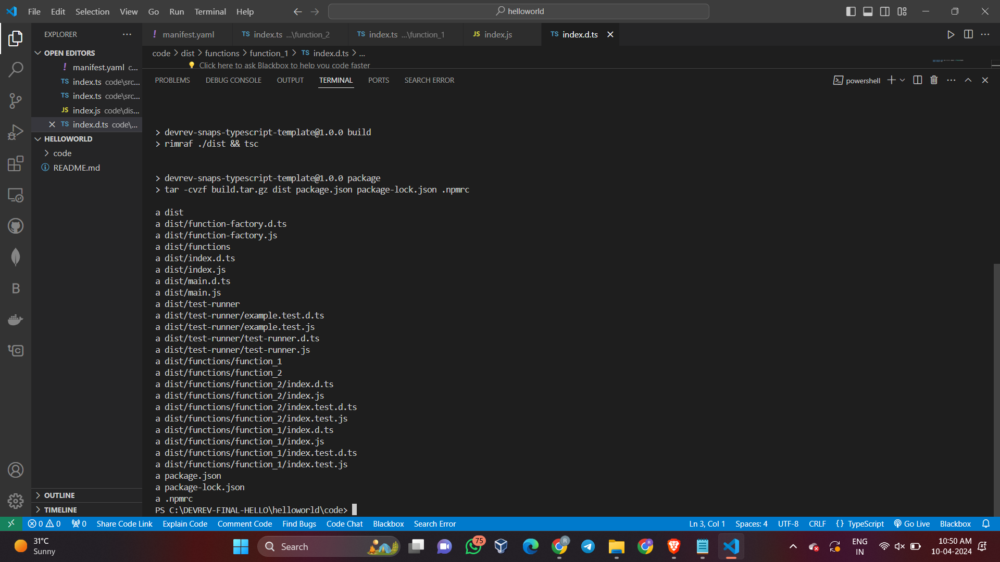 File Edit Selection View Go Run Terminal Help
helloworld
EXPLORER
OPEN EDITORS
manifest.yaml c...
index.ts code\src...
index.ts code\src...
index.js code\dis...
index.d.ts code\...
HELLOWORLD
code
README.md
OUTLINE
TIMELINE
manifest.yaml
TS index.ts ...\function_2
TS index.ts ...\function_1
JS index.js
TS index.d.ts
code > dist > functions > function_1 > TS index.d.ts > ...
Click here to ask Blackbox to help you code faster
PROBLEMS DEBUG CONSOLE OUTPUT TERMINAL PORTS SEARCH ERROR
powershell
> devrev-snaps-typescript-template@1.0.0 build
> rimraf ./dist && tsc
> devrev-snaps-typescript-template@1.0.0 package
> tar -cvzf build.tar.gz dist package.json package-lock.json .npmrc
a dist
a dist/function-factory.d.ts
a dist/function-factory.js
a dist/functions
a dist/index.d.ts
a dist/index.js
a dist/main.d.ts
a dist/main.js
a dist/test-runner
a dist/test-runner/example.test.d.ts
a dist/test-runner/example.test.js
a dist/test-runner/test-runner.d.ts
a dist/test-runner/test-runner.js
a dist/functions/function_1
a dist/functions/function_2
a dist/functions/function_2/index.d.ts
a dist/functions/function_2/index.js
a dist/functions/function_2/index.test.d.ts
a dist/functions/function_2/index.test.js
a dist/functions/function_1/index.d.ts
a dist/functions/function_1/index.js
a dist/functions/function_1/index.test.d.ts
a dist/functions/function_1/index.test.js
a package.json
a package-lock.json
a .npmrc
PS C:\DEVREV-FINAL-HELLO\helloworld\code>
0 0 0 Share Code Link Explain Code Comment Code Find Bugs Code Chat Blackbox Search Error
Ln 3, Col 1 Spaces: 4 UTF-8 CRLF {} TypeScript Go Live Blackbox
31°C
Sunny
Search
75
ENG
IN
10:50 AM
10-04-2024